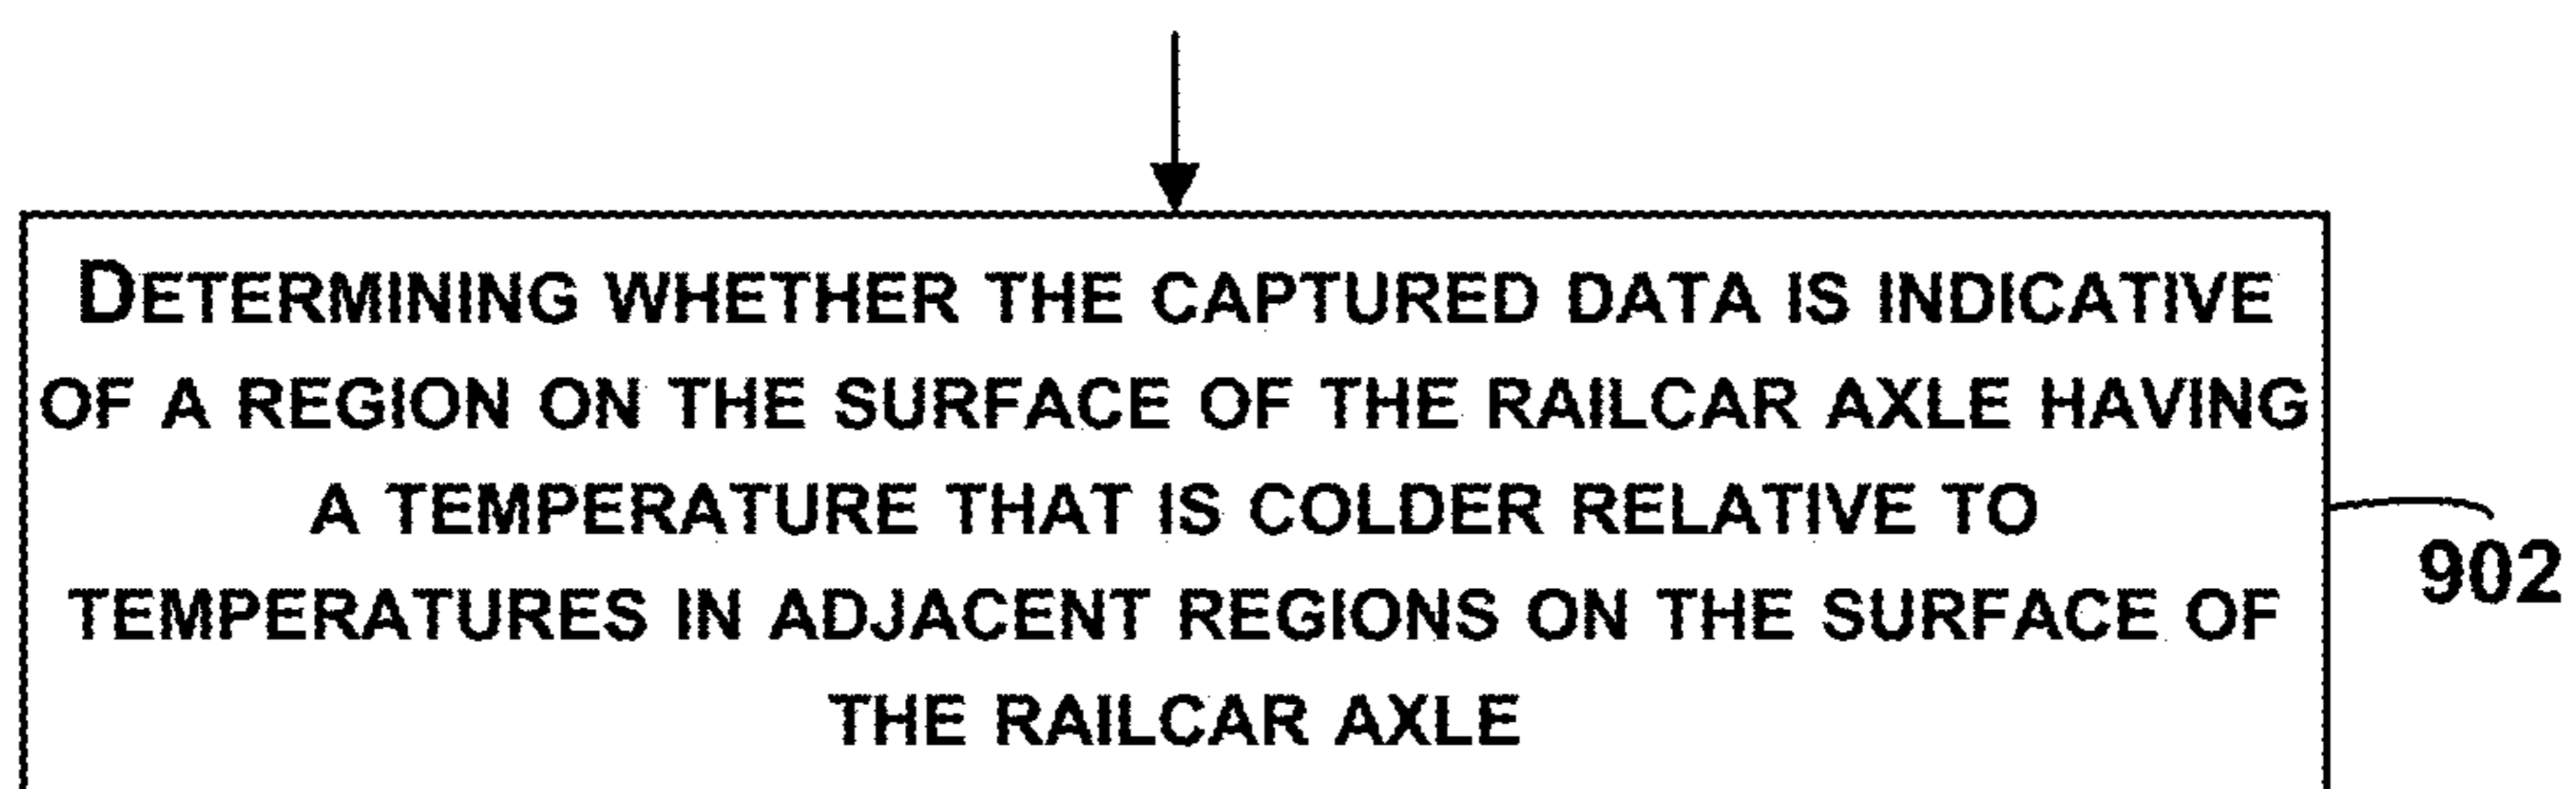 DETERMINING WHETHER THE CAPTURED DATA IS INDICATIVE
OF A REGION ON THE SURFACE OF THE RAILCAR AXLE HAVING
A TEMPERATURE THAT IS COLDER RELATIVE TO
TEMPERATURES IN ADJACENT REGIONS ON THE SURFACE OF
THE RAILCAR AXLE
902